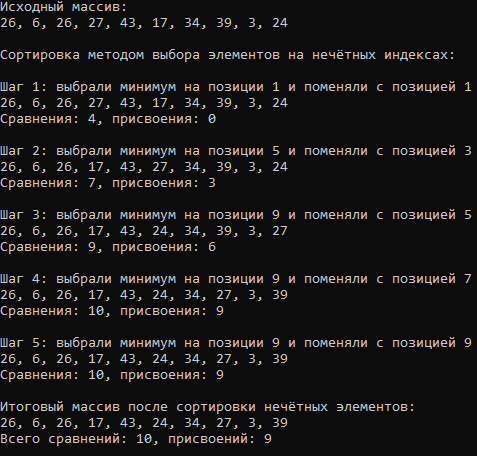 Исходный массив:
26, 6, 26, 27, 43, 17, 34, 39, 3, 24
Сортировка методом выбора элементов на нечётных индексах:
Шаг 1: выбрали минимум на позиции 1 и поменяли с позицией 1
26, 6, 26, 27, 43, 17, 34, 39, 3, 24
Сравнения: 4, присвоения: 0
Шаг 2: выбрали минимум на позиции 5 и поменяли с позицией 3
26, 6, 26, 17, 43, 27, 34, 39, 3, 24
Сравнения: 7, присвоения: 3
Шаг 3: выбрали минимум на позиции 9 и поменяли с позицией 5
26, 6, 26, 17, 43, 24, 34, 39, 3, 27
Сравнения: 9, присвоения: 6
Шаг 4: выбрали минимум на позиции 9 и поменяли с позицией 7
26, 6, 26, 17, 43, 24, 34, 27, 3, 39
Сравнения: 10, присвоения: 9
Шаг 5: выбрали минимум на позиции 9 и поменяли с позицией 9
26, 6, 26, 17, 43, 24, 34, 27, 3, 39
Сравнения: 10, присвоения: 9
Итоговый массив после сортировки нечётных элементов:
26, 6, 26, 17, 43, 24, 34, 27, 3, 39
Всего сравнений: 10, присвоений: 9